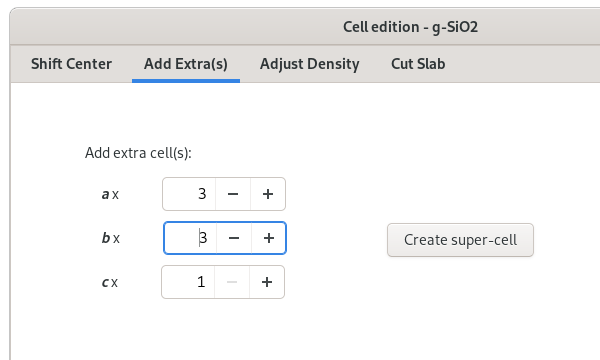 Cell edition - g-SiO2
Shift Center Add Extra(s) Adjust Density Cut Slab
Add extra cell(s):
a x 3 − +
b x 3 − +
Create super-cell
c x 1 − +